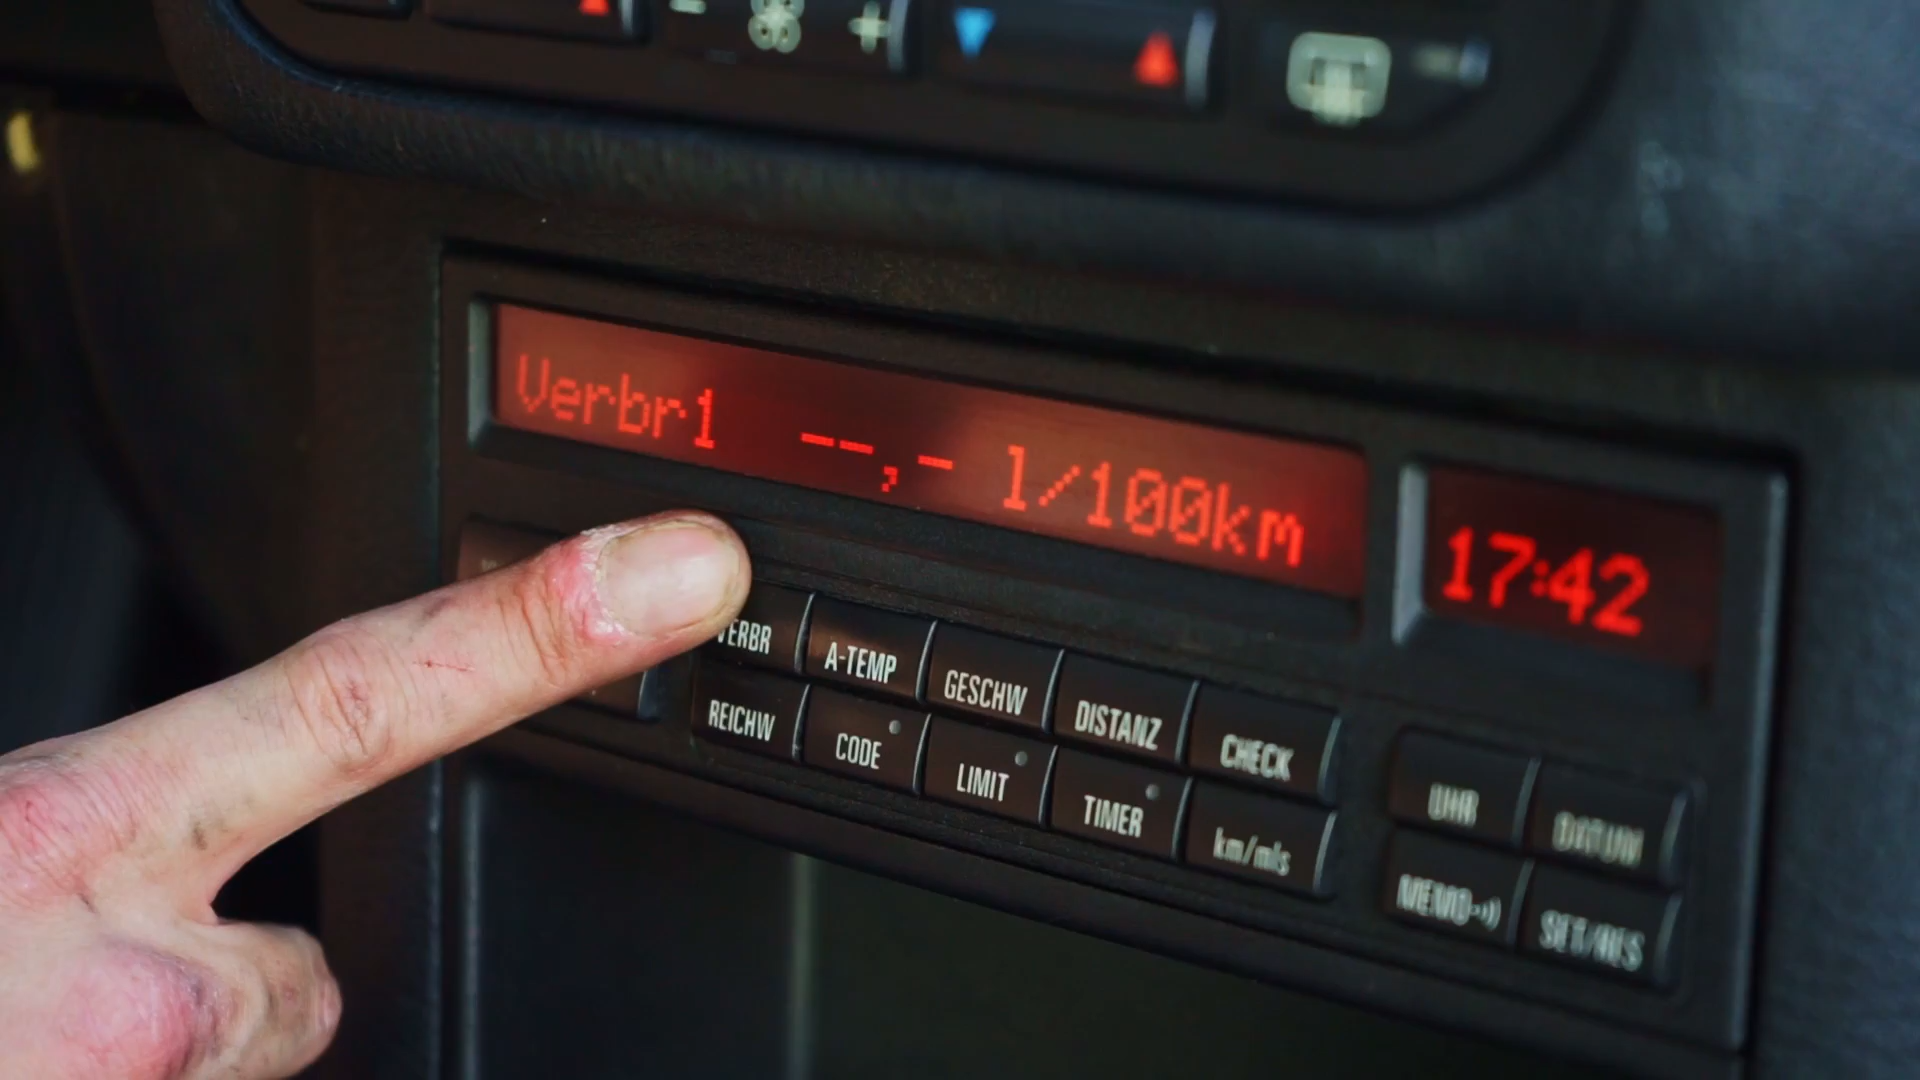 Verbr1 --,- l/100km
17:42
VERBR A-TEMP GESCHW DISTANZ CHECK
REICHW CODE LIMIT TIMER km/mls
UHR DATUM
MEMO SET/RES